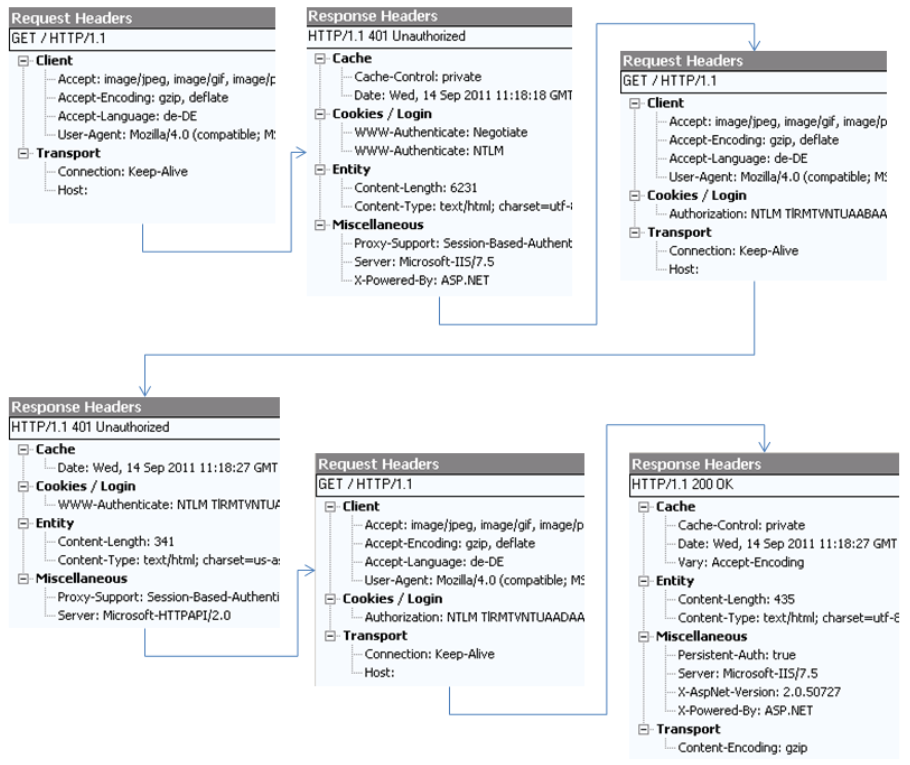 Request Headers
GET / HTTP/1.1
Client
Accept: image/jpeg, image/gif, image/p
Accept-Encoding: gzip, deflate
Accept-Language: de-DE
User-Agent: Mozilla/4.0 (compatible; MS
Transport
Connection: Keep-Alive
Host:
Response Headers
HTTP/1.1 401 Unauthorized
Cache
Cache-Control: private
Date: Wed, 14 Sep 2011 11:18:18 GMT
Cookies / Login
WWW-Authenticate: Negotiate
WWW-Authenticate: NTLM
Entity
Content-Length: 6231
Content-Type: text/html; charset=utf-8
Miscellaneous
Proxy-Support: Session-Based-Authent
Server: Microsoft-IIS/7.5
X-Powered-By: ASP.NET
Request Headers
GET / HTTP/1.1
Client
Accept: image/jpeg, image/gif, image/p
Accept-Encoding: gzip, deflate
Accept-Language: de-DE
User-Agent: Mozilla/4.0 (compatible; MS
Cookies / Login
Authorization: NTLM TlRMTVNTUAABAA
Transport
Connection: Keep-Alive
Host:
Response Headers
HTTP/1.1 401 Unauthorized
Cache
Date: Wed, 14 Sep 2011 11:18:27 GMT
Cookies / Login
WWW-Authenticate: NTLM TlRMTVNTUA
Entity
Content-Length: 341
Content-Type: text/html; charset=us-as
Miscellaneous
Proxy-Support: Session-Based-Authenti
Server: Microsoft-HTTPAPI/2.0
Request Headers
GET / HTTP/1.1
Client
Accept: image/jpeg, image/gif, image/p
Accept-Encoding: gzip, deflate
Accept-Language: de-DE
User-Agent: Mozilla/4.0 (compatible; MS
Cookies / Login
Authorization: NTLM TlRMTVNTUAADAA
Transport
Connection: Keep-Alive
Host:
Response Headers
HTTP/1.1 200 OK
Cache
Cache-Control: private
Date: Wed, 14 Sep 2011 11:18:27 GMT
Vary: Accept-Encoding
Entity
Content-Length: 435
Content-Type: text/html; charset=utf-8
Miscellaneous
Persistent-Auth: true
Server: Microsoft-IIS/7.5
X-AspNet-Version: 2.0.50727
X-Powered-By: ASP.NET
Transport
Content-Encoding: gzip